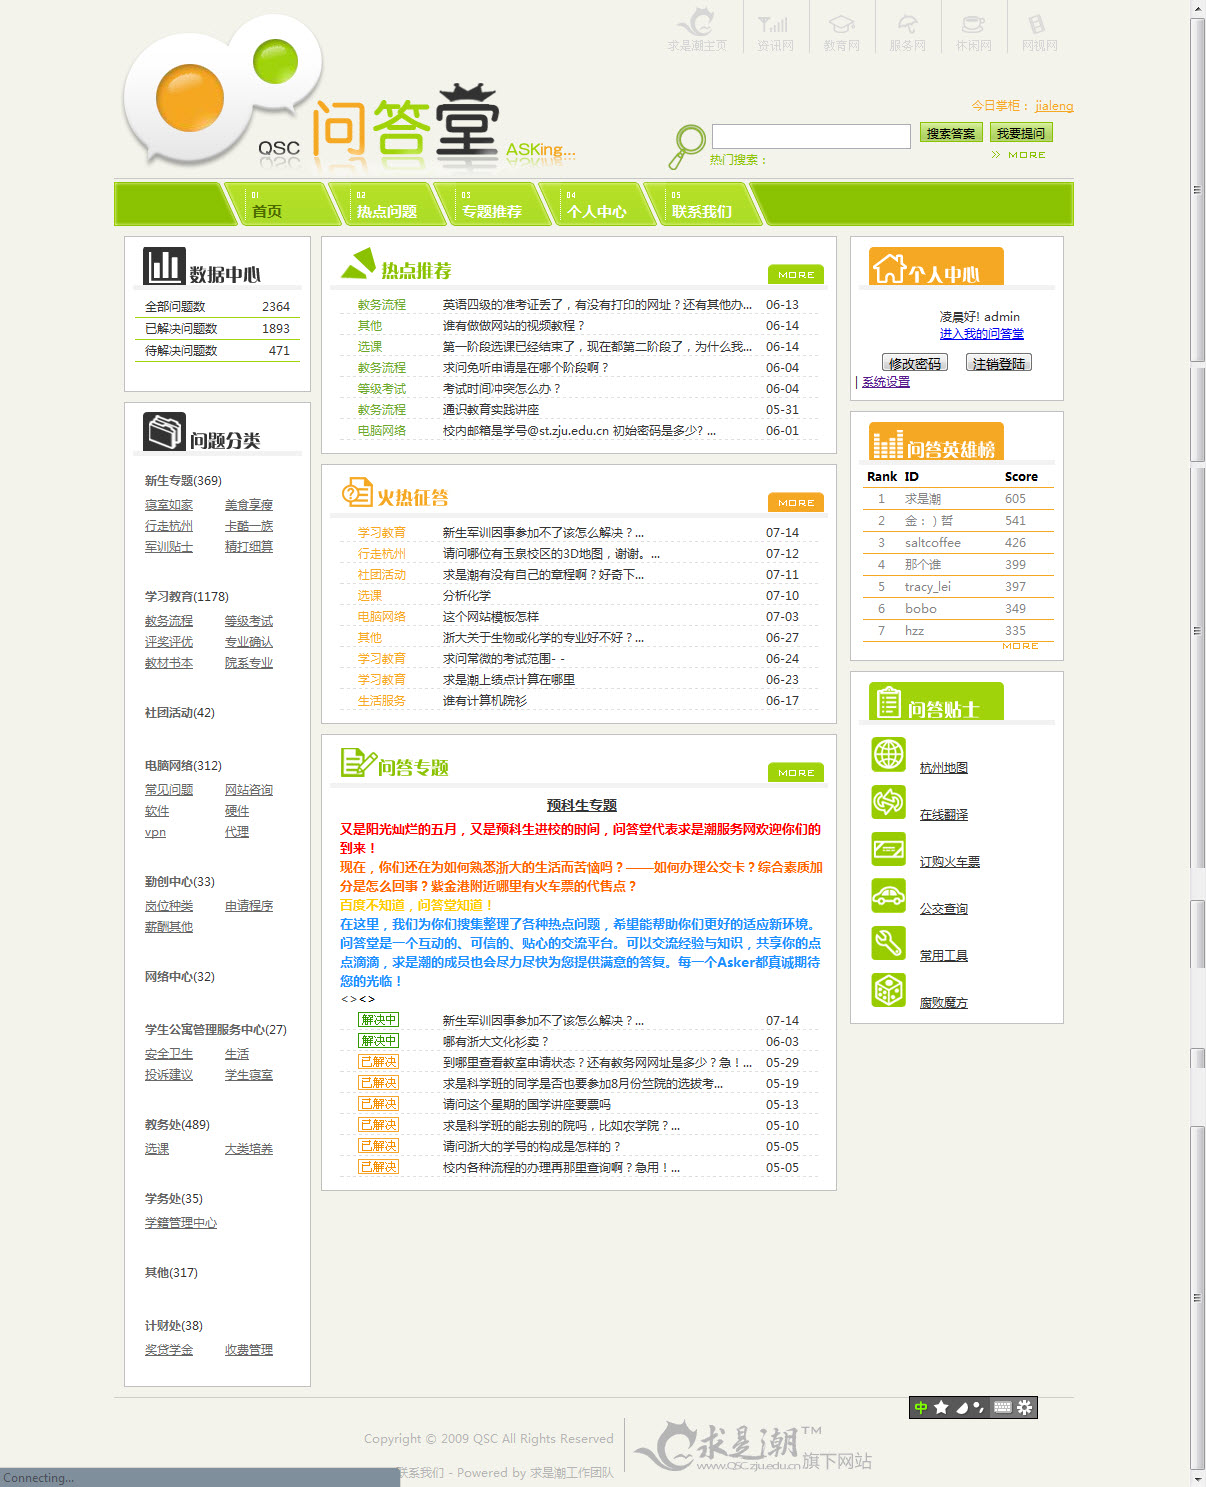 求是潮主页 资讯网 教育网 服务网 休闲网 网视网
QSC 问答堂 ASKing...
今日掌柜： jialeng
搜索答案 我要提问
热门搜索：
MORE
01 首页 02 热点问题 03 专题推荐 04 个人中心 05 联系我们
数据中心
全部问题数 2364
已解决问题数 1893
待解决问题数 471
问题分类
新生专题(369)
寝室如家 美食享瘦
行走杭州 卡酷一族
军训贴士 精打细算
学习教育(1178)
教务流程 等级考试
评奖评优 专业确认
教材书本 院系专业
社团活动(42)
电脑网络(312)
常见问题 网站咨询
软件 硬件
vpn 代理
勤创中心(33)
岗位种类 申请程序
薪酬其他
网络中心(32)
学生公寓管理服务中心(27)
安全卫生 生活
投诉建议 学生寝室
教务处(489)
选课 大类培养
学务处(35)
学籍管理中心
其他(317)
计财处(38)
奖贷学金 收费管理
热点推荐 MORE
教务流程 英语四级的准考证丢了，有没有打印的网址？还有其他办... 06-13
其他 谁有做做网站的视频教程？ 06-14
选课 第一阶段选课已经结束了，现在都第二阶段了，为什么我... 06-14
教务流程 求问免听申请是在哪个阶段啊？ 06-04
等级考试 考试时间冲突怎么办？ 06-04
教务流程 通识教育实践讲座 05-31
电脑网络 校内邮箱是学号@st.zju.edu.cn 初始密码是多少? ... 06-01
火热征答 MORE
学习教育 新生军训因事参加不了该怎么解决？... 07-14
行走杭州 请问哪位有玉泉校区的3D地图，谢谢。... 07-12
社团活动 求是潮有没有自己的章程啊？好奇下... 07-11
选课 分析化学 07-10
电脑网络 这个网站模板怎样 07-03
其他 浙大关于生物或化学的专业好不好？... 06-27
学习教育 求问常微的考试范围- - 06-24
学习教育 求是潮上绩点计算在哪里 06-23
生活服务 谁有计算机院衫 06-17
问答专题 MORE
预科生专题
又是阳光灿烂的五月，又是预科生进校的时间，问答堂代表求是潮服务网欢迎你们的
到来！
现在，你们还在为如何熟悉浙大的生活而苦恼吗？——如何办理公交卡？综合素质加
分是怎么回事？紫金港附近哪里有火车票的代售点？
百度不知道，问答堂知道！
在这里，我们为你们搜集整理了各种热点问题，希望能帮助你们更好的适应新环境。
问答堂是一个互动的、可信的、贴心的交流平台。可以交流经验与知识，共享你的点
点滴滴，求是潮的成员也会尽力尽快为您提供满意的答复。每一个Asker都真诚期待
您的光临！
<><>
解决中 新生军训因事参加不了该怎么解决？... 07-14
解决中 哪有浙大文化衫卖？ 06-03
已解决 到哪里查看教室申请状态？还有教务网网址是多少？急！... 05-29
已解决 求是科学班的同学是否也要参加8月份竺院的选拔考... 05-19
已解决 请问这个星期的国学讲座要票吗 05-13
已解决 求是科学班的能去别的院吗，比如农学院？... 05-10
已解决 请问浙大的学号的构成是怎样的？ 05-05
已解决 校内各种流程的办理再那里查询啊？急用！... 05-05
个人中心
凌晨好! admin
进入我的问答堂
修改密码 注销登陆
| 系统设置
问答英雄榜
Rank ID Score
1 求是潮 605
2 金：）晢 541
3 saltcoffee 426
4 那个谁 399
5 tracy_lei 397
6 bobo 349
7 hzz 335
MORE
问答贴士
杭州地图
在线翻译
订购火车票
公交查询
常用工具
腐败魔方
中
Copyright © 2009 QSC All Rights Reserved
联系我们 - Powered by 求是潮工作团队
求是潮™
www.QSC.zju.edu.cn 旗下网站
Connecting...